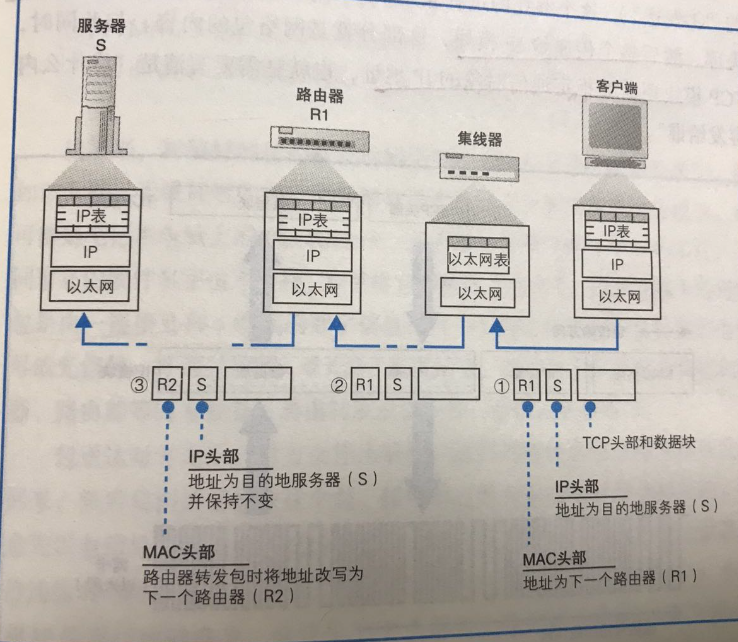 服务器
S
路由器
R1
集线器
客户端
IP表
IP
以太网
IP表
IP
以太网
以太网表
以太网
IP表
IP
以太网
③ R2 S
② R1 S
① R1 S
TCP头部和数据块
IP头部
地址为目的地服务器（S）
并保持不变
IP头部
地址为目的地服务器（S）
MAC头部
路由器转发包时将地址改写为
下一个路由器（R2）
MAC头部
地址为下一个路由器（R1）